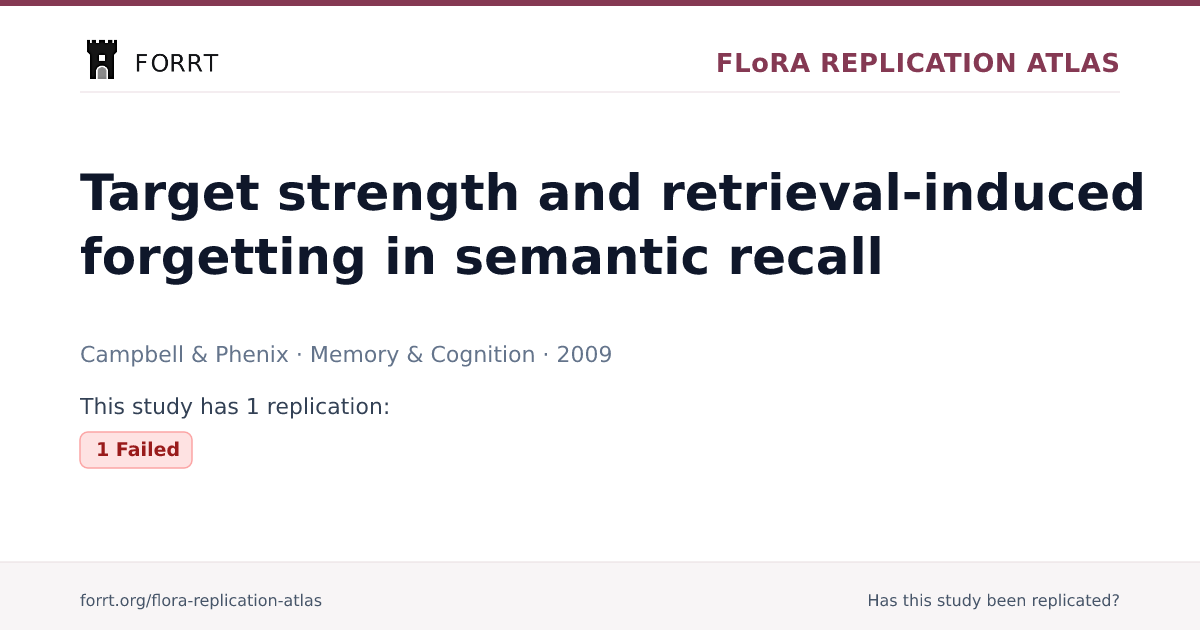 FORRT
FLoRA REPLICATION ATLAS
Target strength and retrieval-induced
forgetting in semantic recall
Campbell & Phenix · Memory & Cognition · 2009
This study has 1 replication:
1 Failed
forrt.org/flora-replication-atlas
Has this study been replicated?